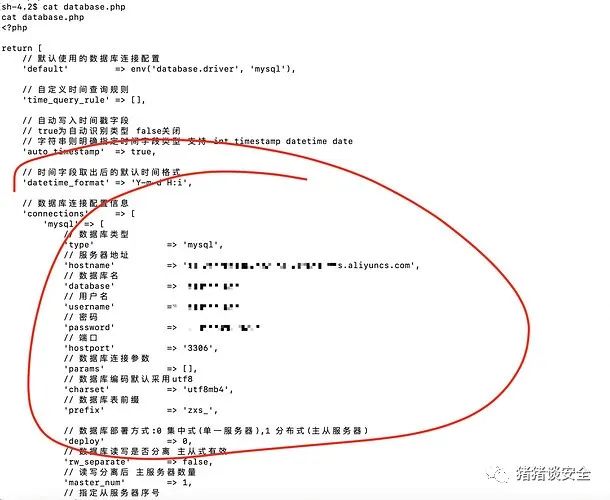 sh-4.2$ cat database.php
cat database.php
<?php
return [
// 默认使用的数据库连接配置
'default' => env('database.driver', 'mysql'),
// 自定义时间查询规则
'time_query_rule' => [],
// 自动写入时间戳字段
// true为自动识别类型 false关闭
// 字符串则明确指定时间字段类型 支持 int timestamp datetime date
'auto_timestamp' => true,
// 时间字段取出后的默认时间格式
'datetime_format' => 'Y-m-d H:i',
// 数据库连接配置信息
'connections' => [
'mysql' => [
// 数据库类型
'type' => 'mysql',
// 服务器地址
'hostname' => s.aliyuncs.com',
// 数据库名
'database' =>
// 用户名
'username' =
// 密码
'password' =>
// 端口
'hostport' => '3306',
// 数据库连接参数
'params' => [],
// 数据库编码默认采用utf8
'charset' => 'utf8mb4',
// 数据库表前缀
'prefix' => 'zxs_',
// 数据库部署方式:0 集中式(单一服务器),1 分布式(主从服务器)
'deploy' => 0,
// 数据库读写是否分离 主从式有效
'rw_separate' => false,
// 读写分离后 主服务器数量
'master_num' => 1,
// 指定从服务器序号
猪猪谈安全